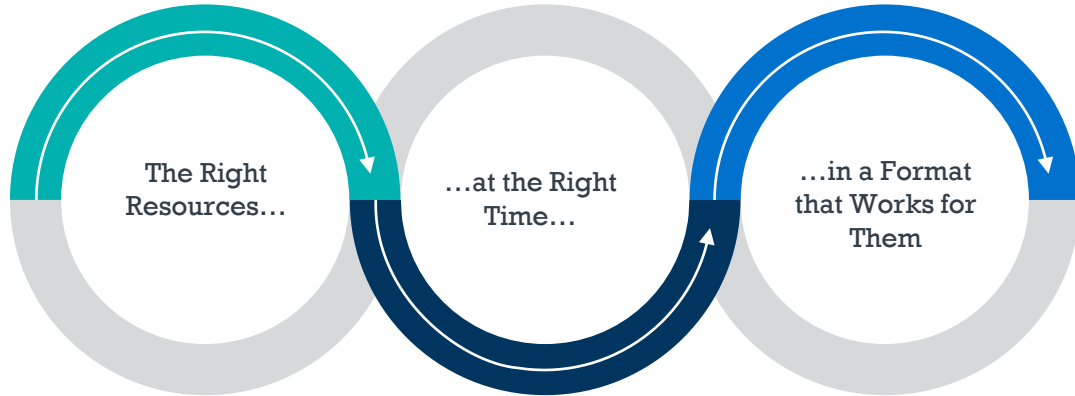 The Right
Resources…
…at the Right
Time…
…in a Format
that Works for
Them